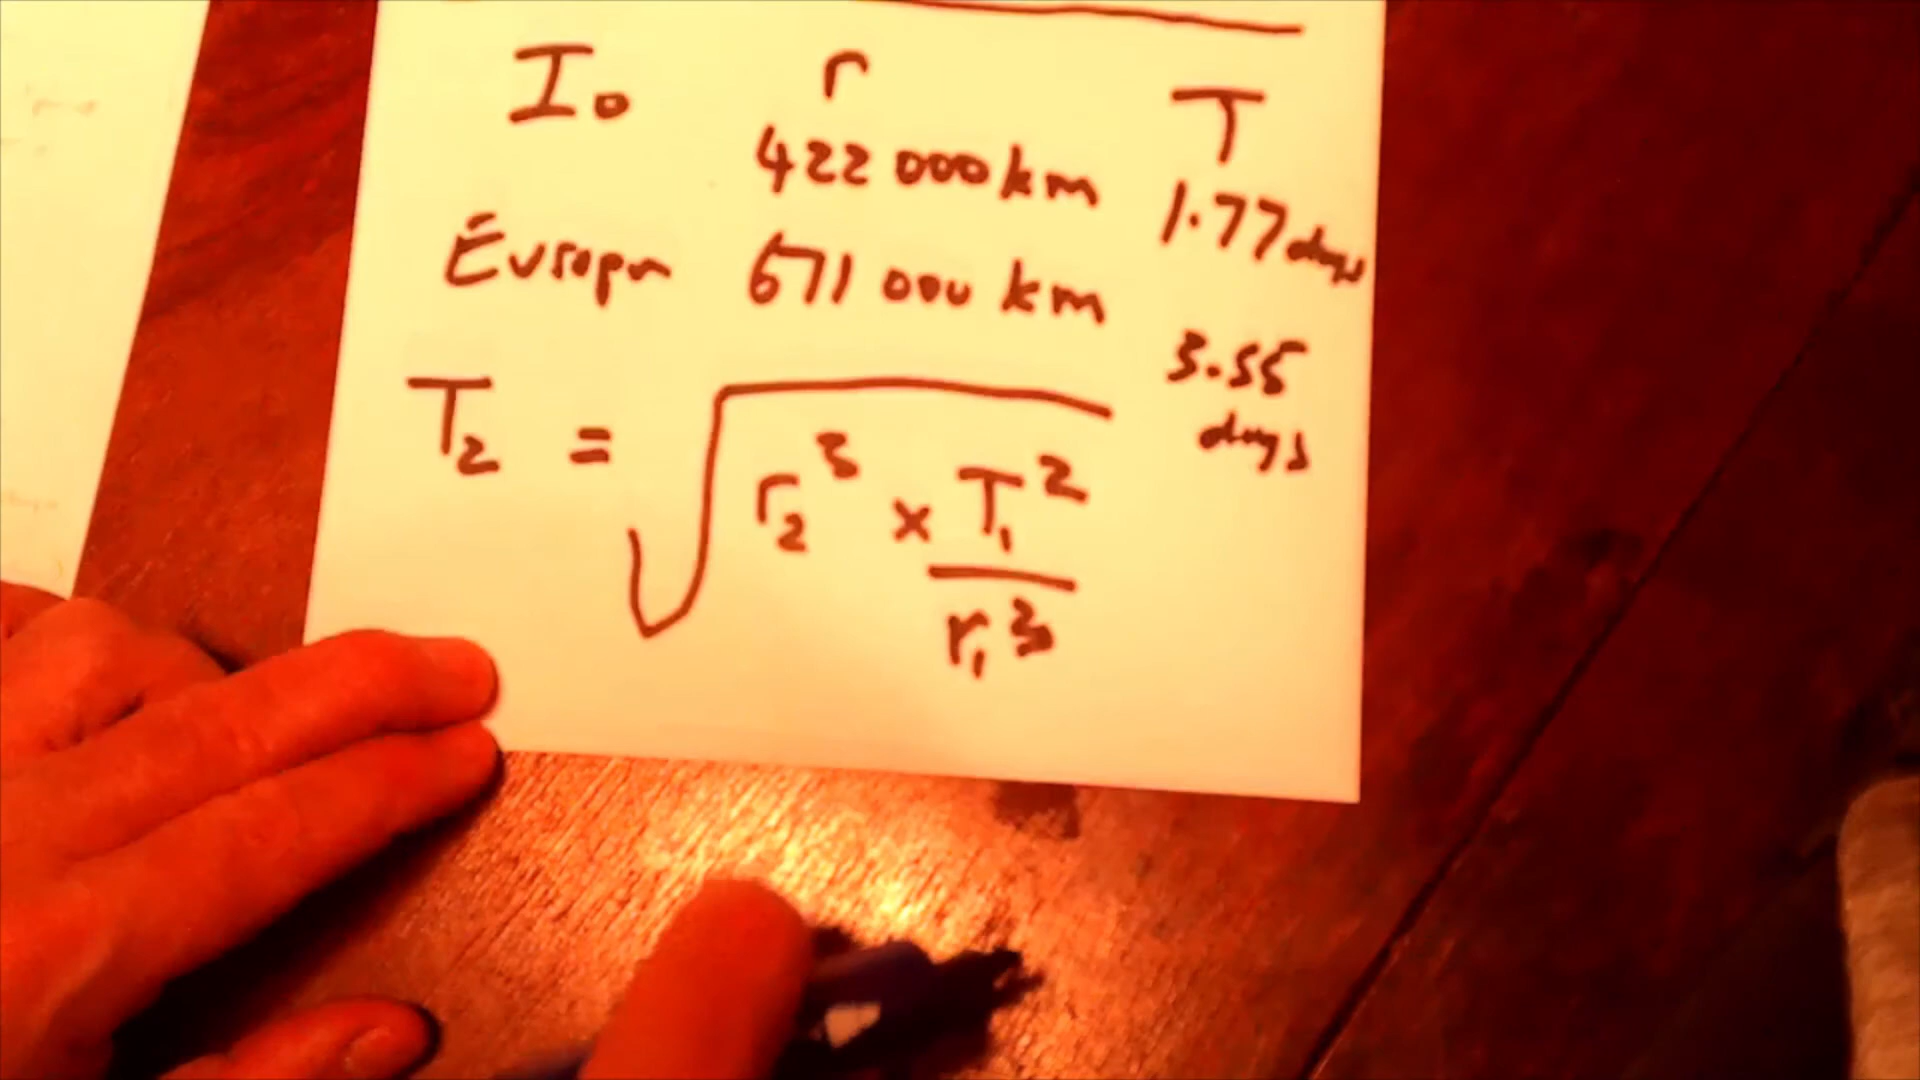 Io r T
422 000 km 1.77 days
Europa 671 000 km 3.55 days
T₂ = √(r₂³ × T₁² / r₁³)